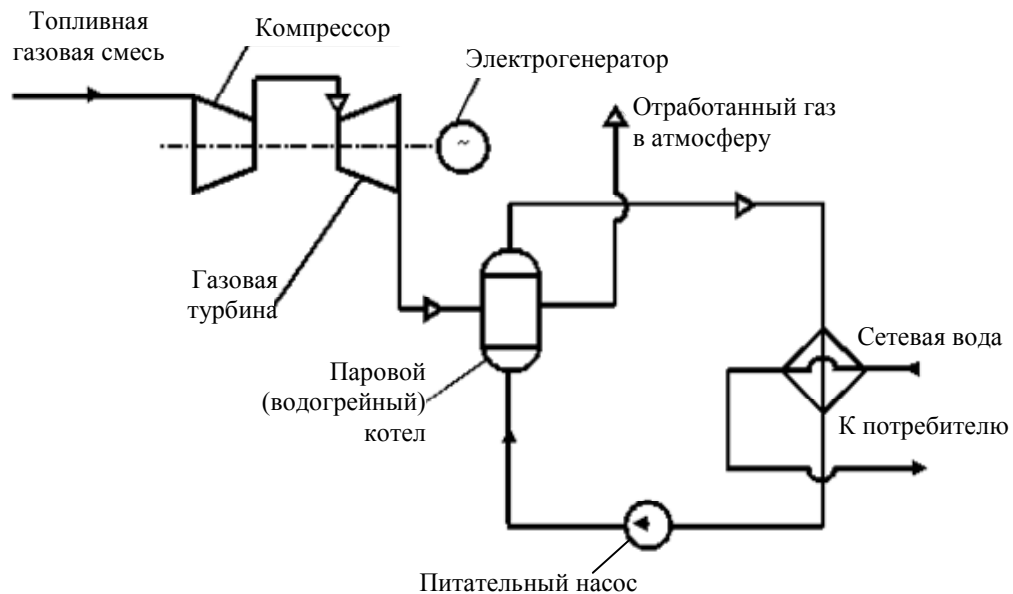 Топливная
газовая смесь
Компрессор
Электрогенератор
~
Отработанный газ
в атмосферу
Газовая
турбина
Паровой
(водогрейный)
котел
Сетевая вода
К потребителю
Питательный насос